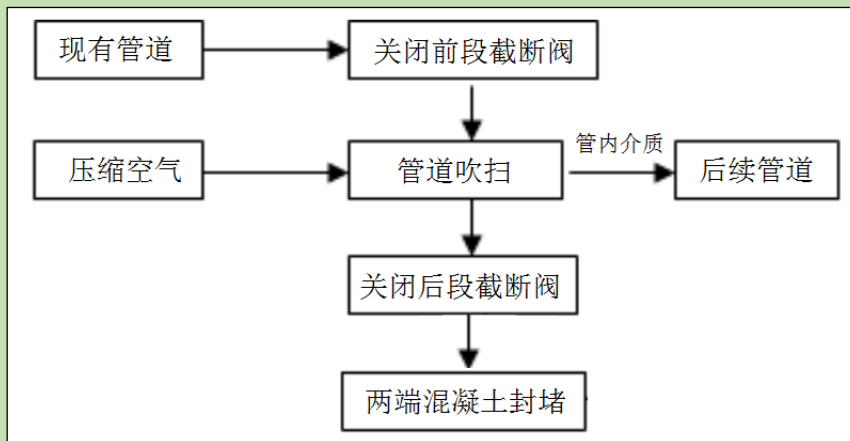 现有管道
关闭前段截断阀
压缩空气
管道吹扫
管内介质
后续管道
关闭后段截断阀
两端混凝土封堵